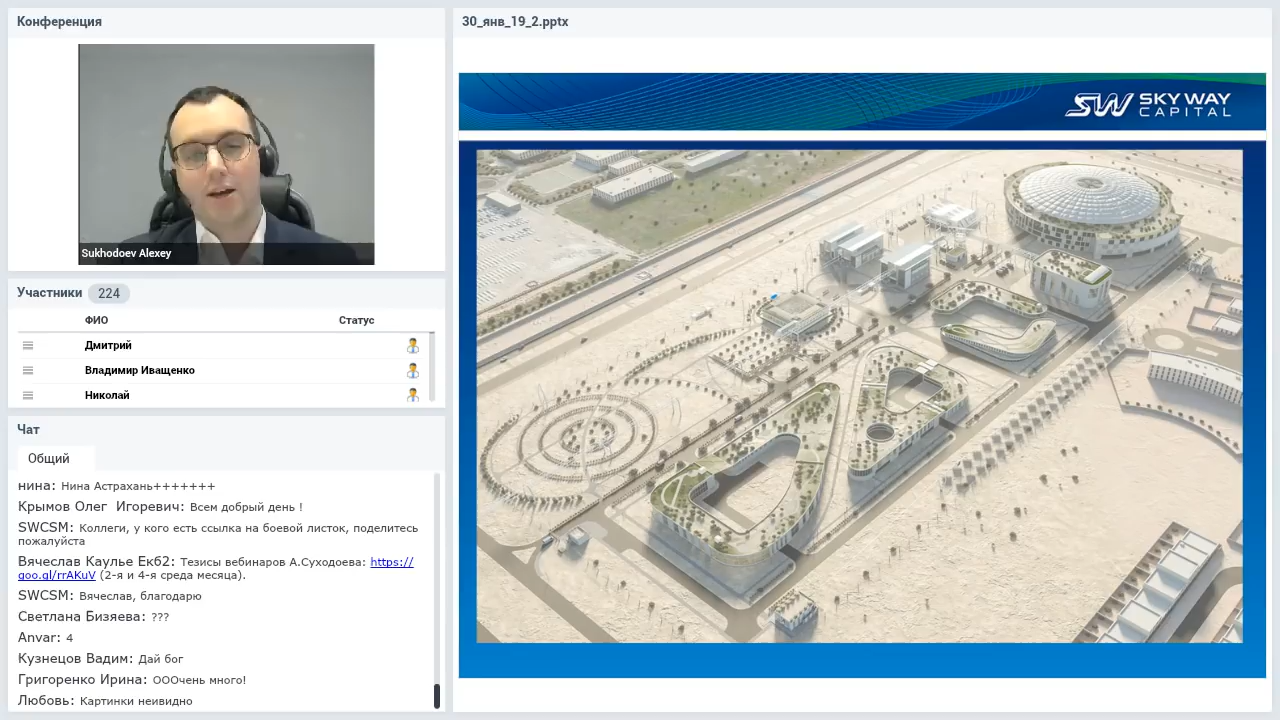 Конференция
Sukhodoev Alexey
Участники 224
ФИО Статус
Дмитрий
Владимир Иващенко
Николай
Чат
Общий
нина: Нина Астрахань+++++++
Крымов Олег Игоревич: Всем добрый день !
SWCSM: Коллеги, у кого есть ссылка на боевой листок, поделитесь
пожалуйста
Вячеслав Каулье Екб2: Тезисы вебинаров А.Суходоева: https://
goo.gl/rrAKuV (2-я и 4-я среда месяца).
SWCSM: Вячеслав, благодарю
Светлана Бизяева: ???
Anvar: 4
Кузнецов Вадим: Дай бог
Григоренко Ирина: ОООчень много!
Любовь: Картинки неивидно
30_янв_19_2.pptx
SW SKY WAY
CAPITAL